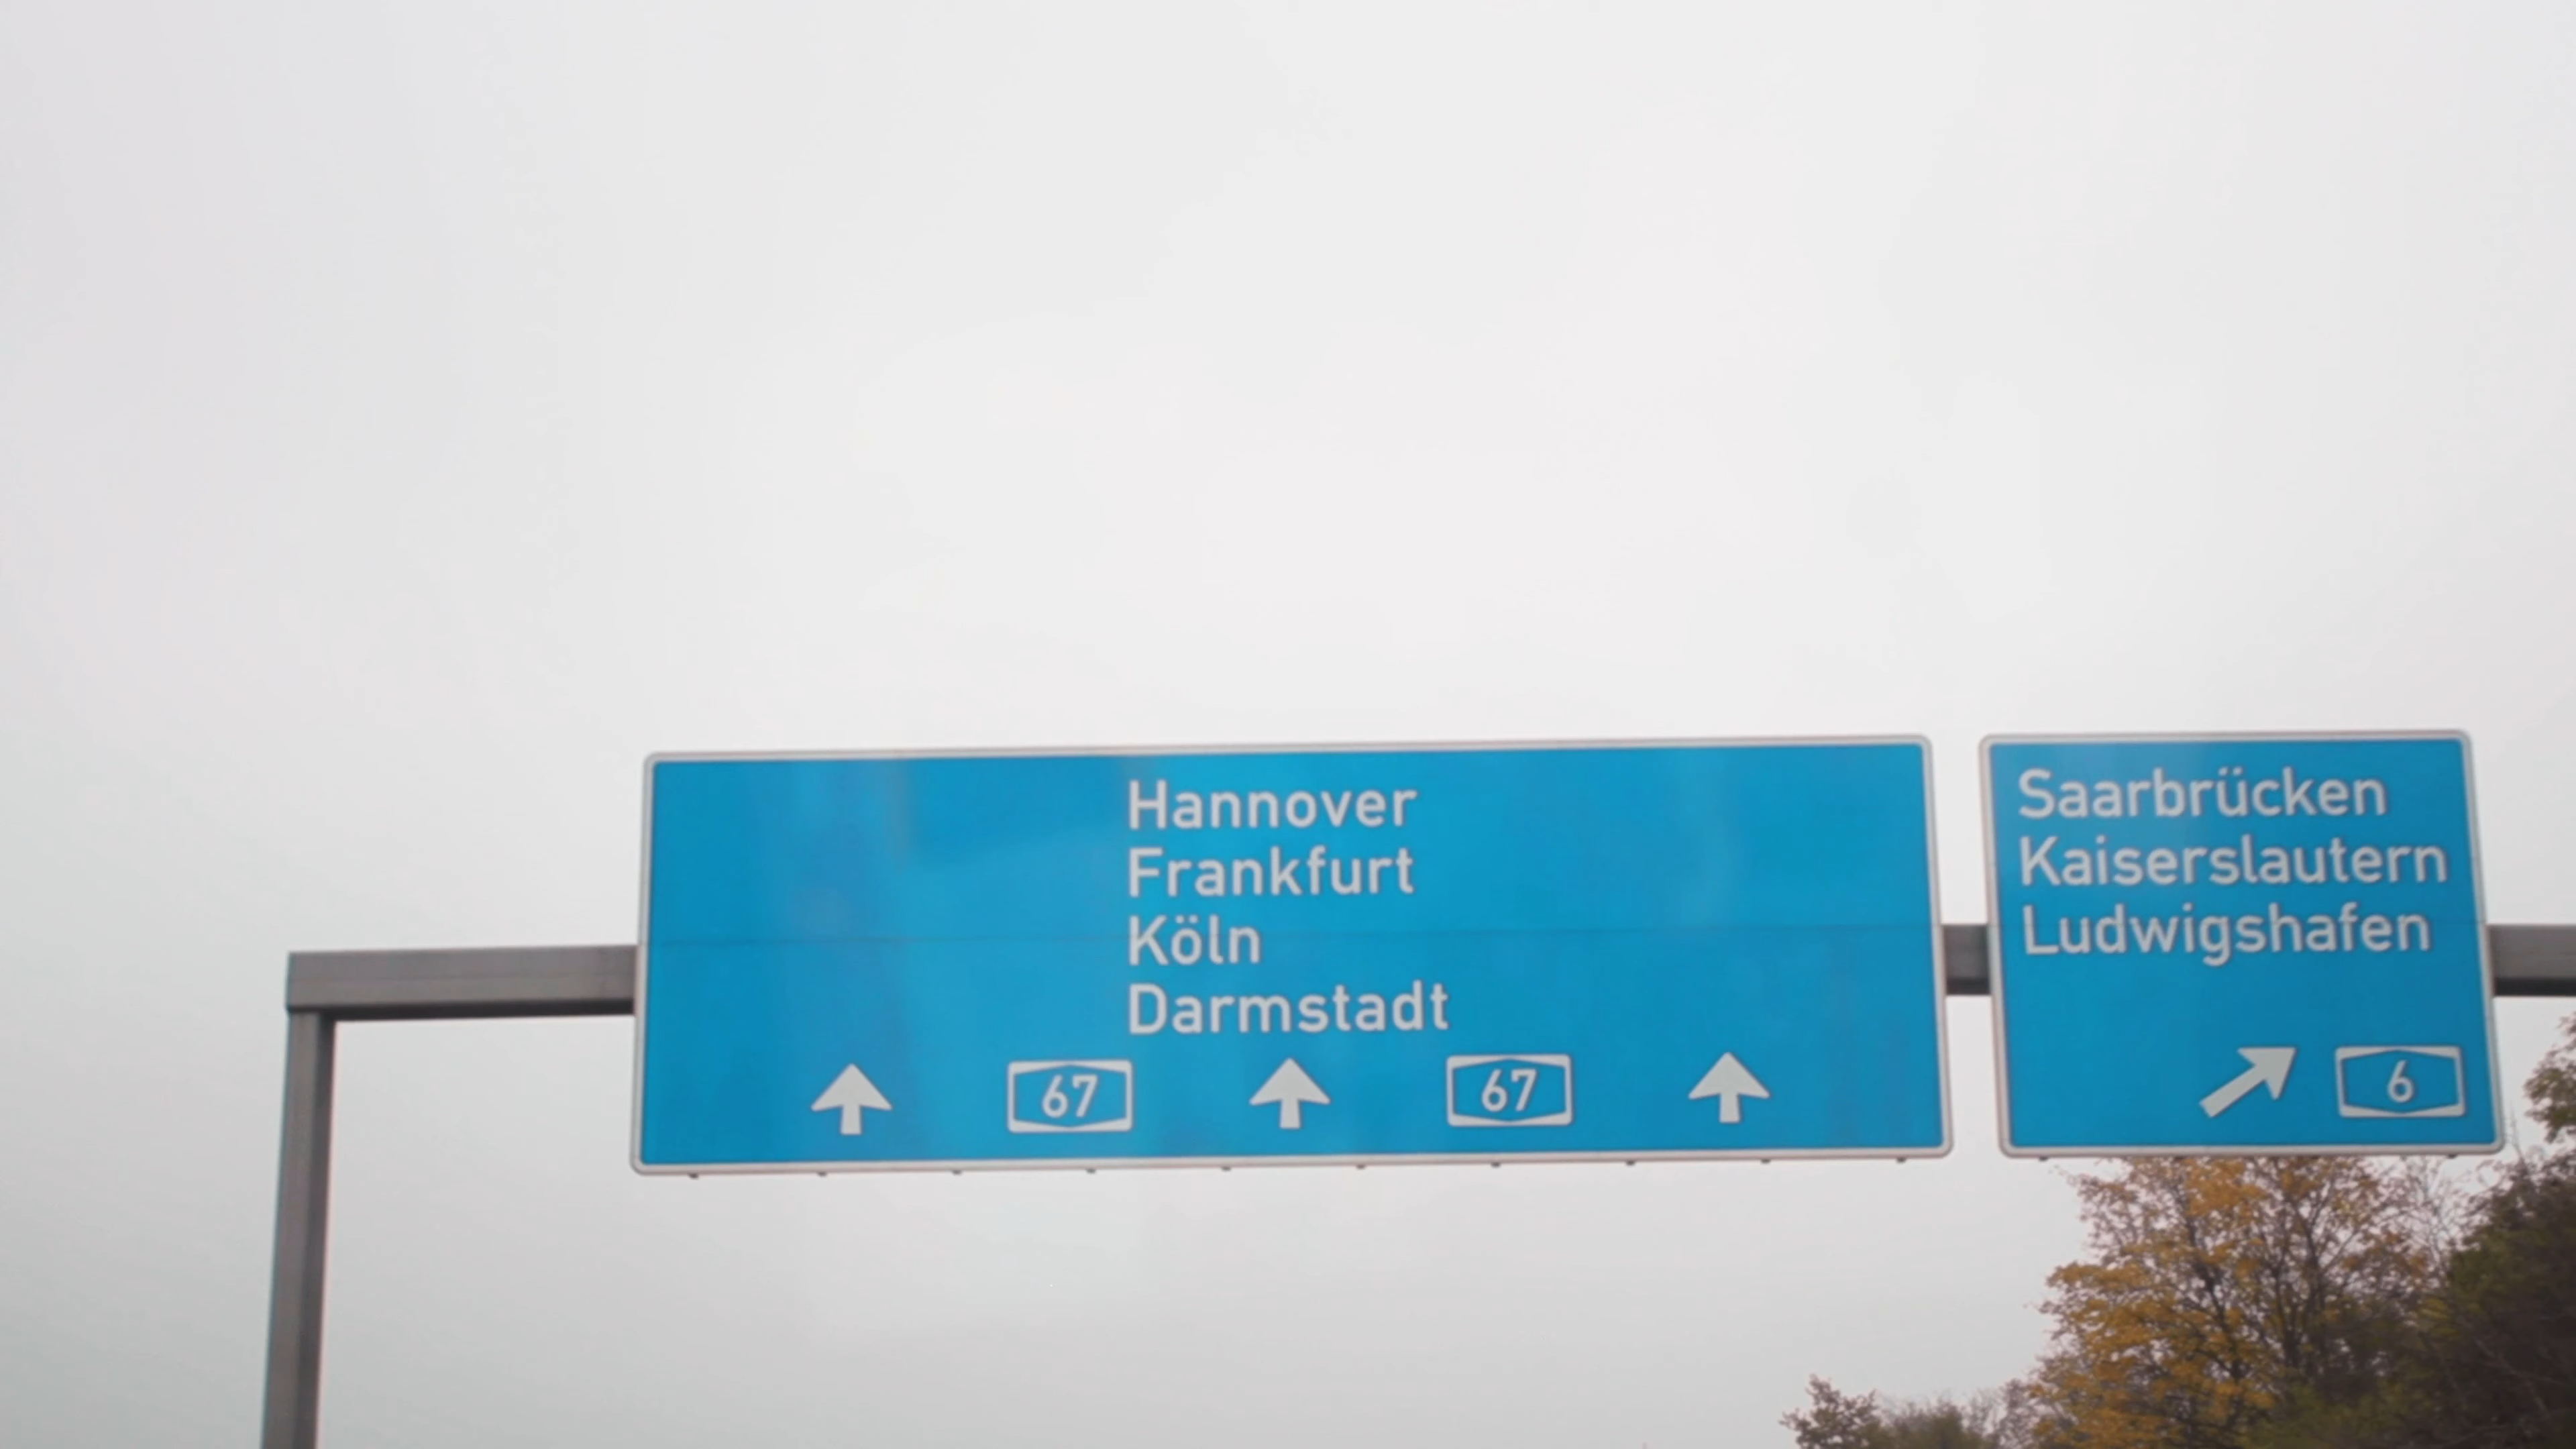 Hannover
Frankfurt
Köln
Darmstadt
67 67
Saarbrücken
Kaiserslautern
Ludwigshafen
6